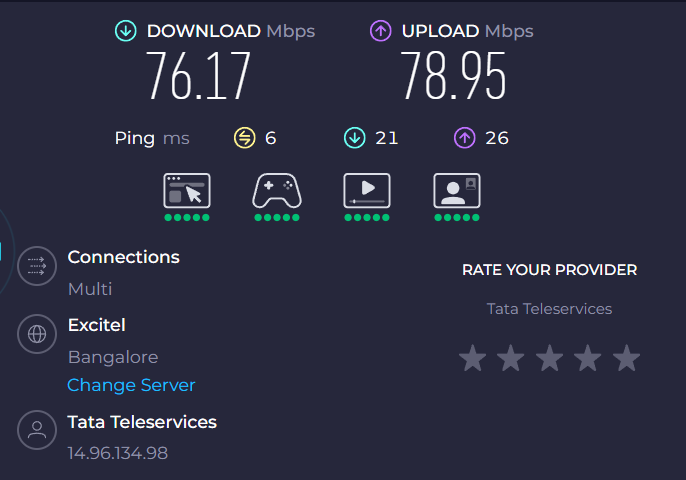 DOWNLOAD Mbps UPLOAD Mbps
76.17 78.95
Ping ms 6 21 26
Connections
Multi
Excitel
Bangalore
Change Server
Tata Teleservices
14.96.134.98
RATE YOUR PROVIDER
Tata Teleservices